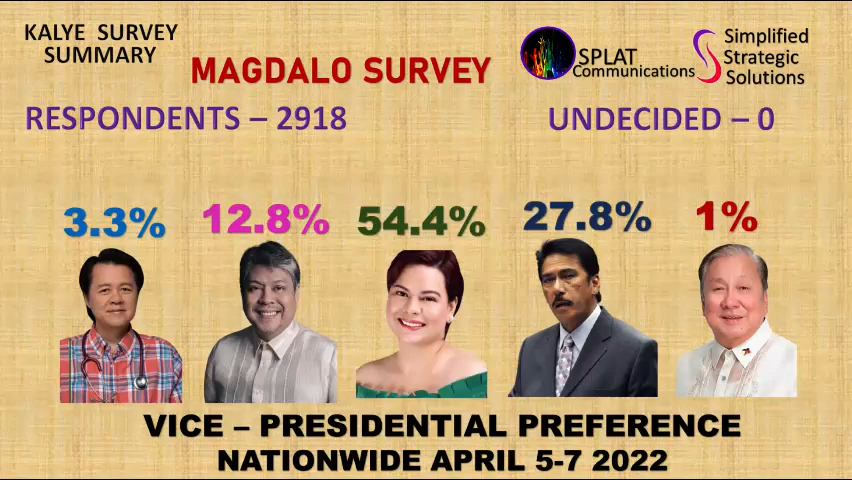 KALYE SURVEY
SUMMARY
MAGDALO SURVEY
SPLAT
Communications
Simplified
Strategic
Solutions
RESPONDENTS – 2918
UNDECIDED – 0
3.3%
12.8%
54.4%
27.8%
1%
VICE – PRESIDENTIAL PREFERENCE
NATIONWIDE APRIL 5-7 2022